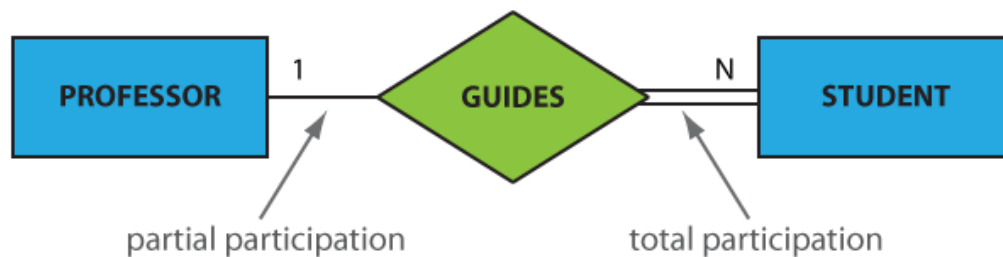 PROFESSOR
1
GUIDES
N
STUDENT
partial participation
total participation